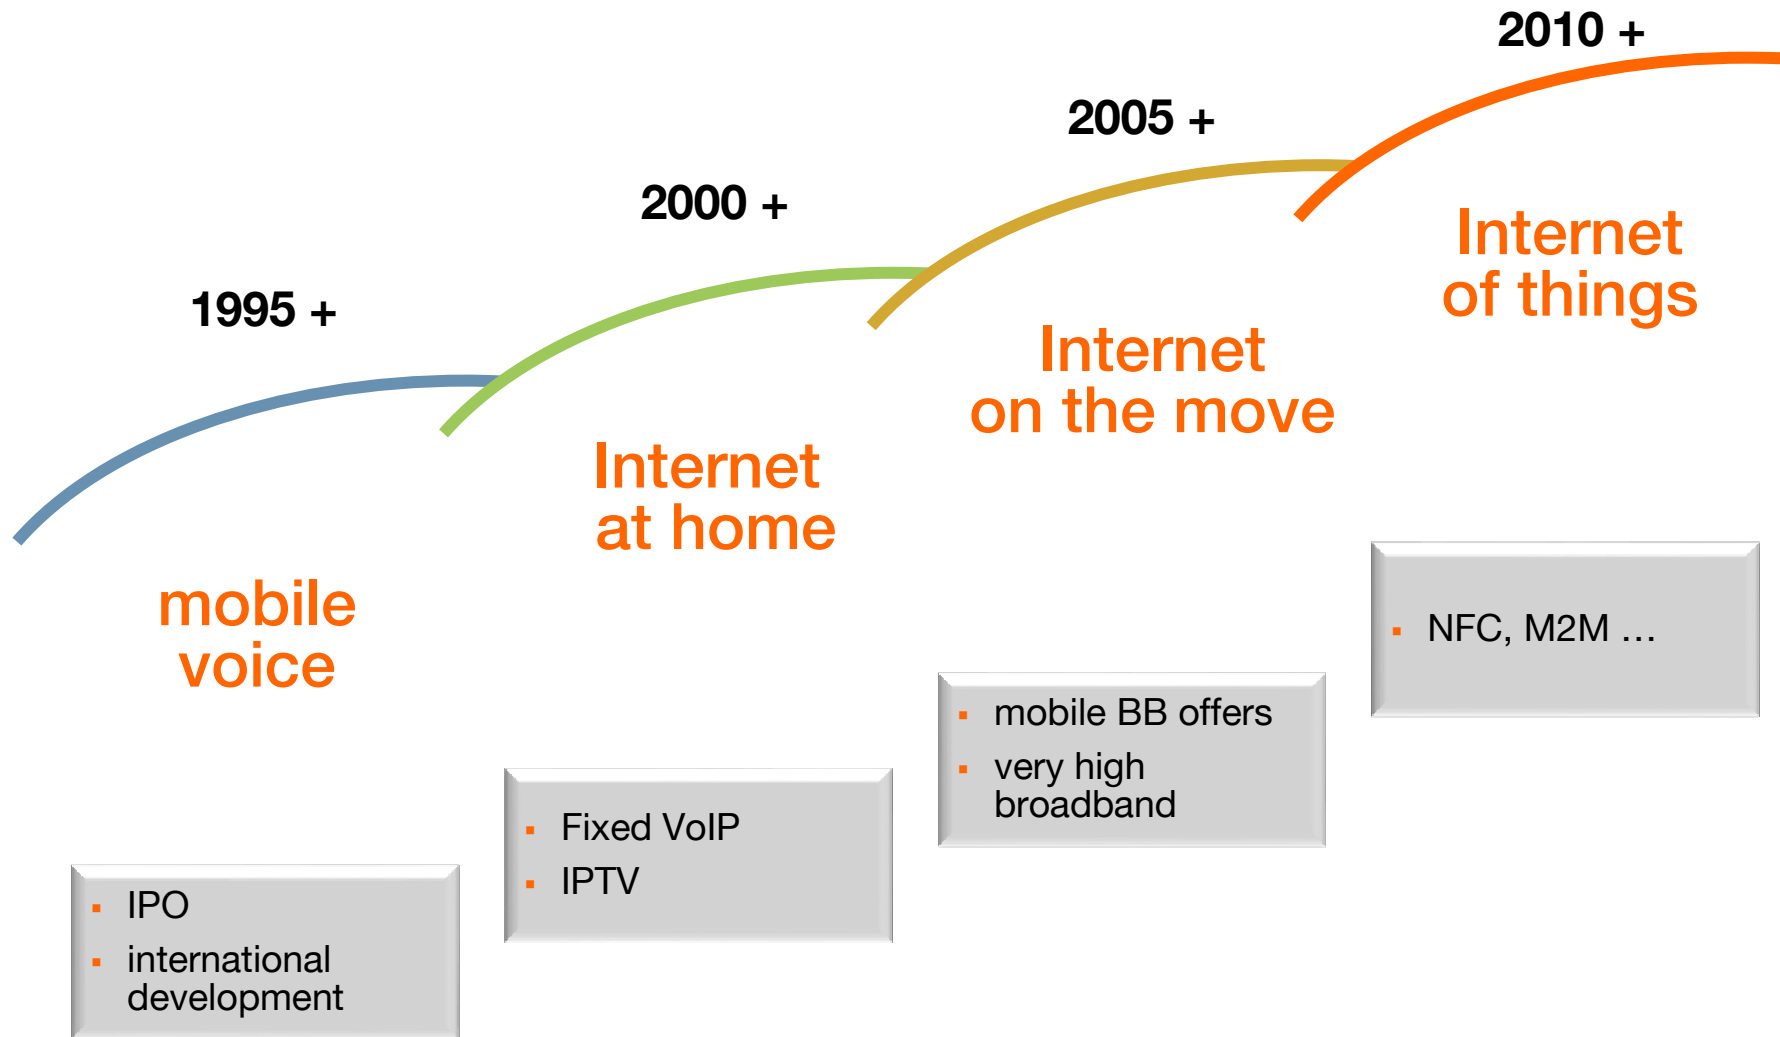 1995 +
mobile
voice
▪ IPO
▪ international
development
2000 +
Internet
at home
▪ Fixed VoIP
▪ IPTV
2005 +
Internet
on the move
▪ mobile BB offers
▪ very high
broadband
2010 +
Internet
of things
▪ NFC, M2M …